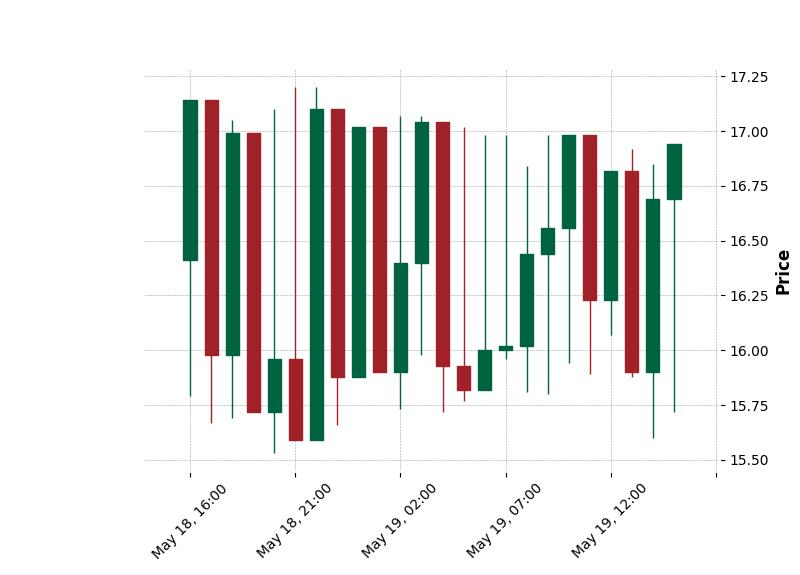 17.25
17.00
16.75
16.50
16.25
16.00
15.75
15.50
Price
May 18, 16:00
May 18, 21:00
May 19, 02:00
May 19, 07:00
May 19, 12:00